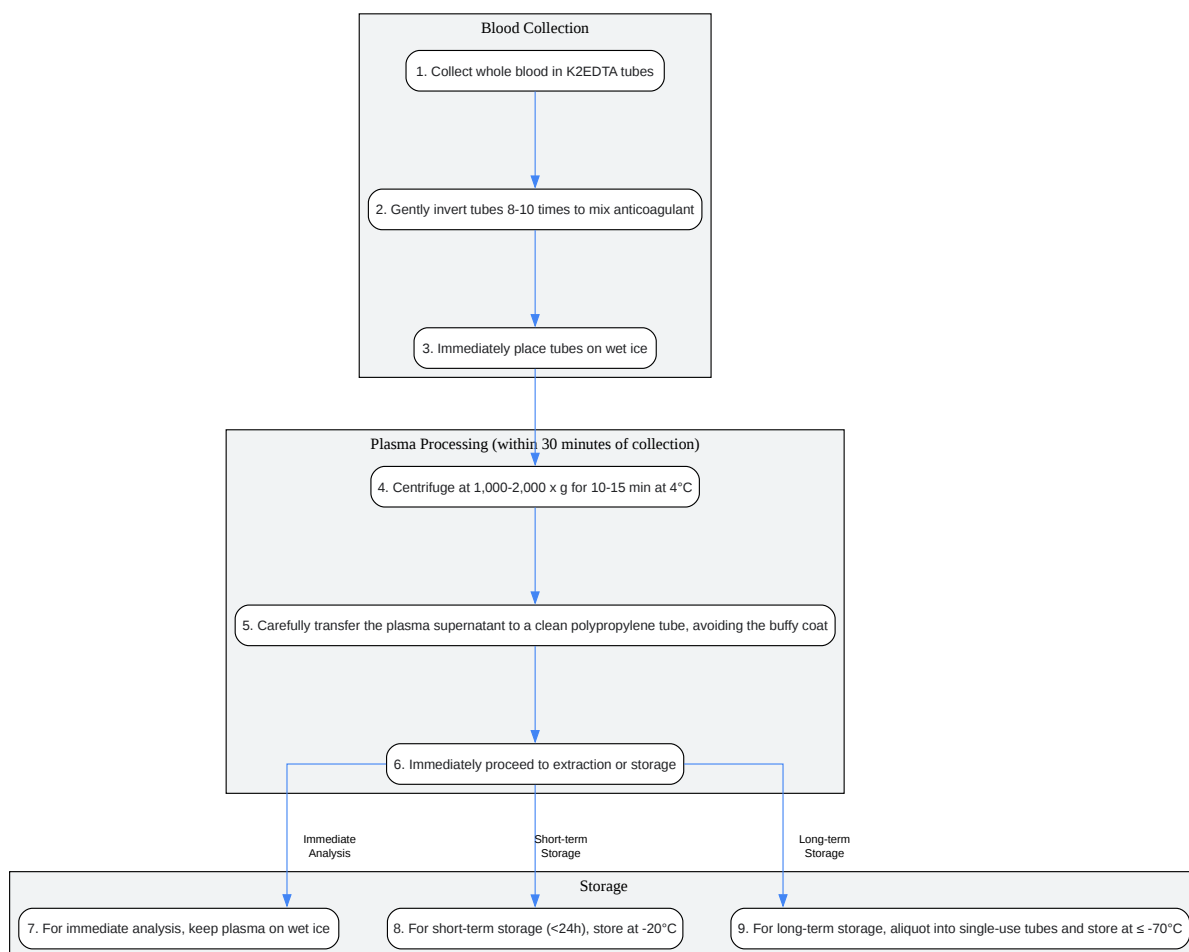 Blood Collection
1. Collect whole blood in K2EDTA tubes
2. Gently invert tubes 8-10 times to mix anticoagulant
3. Immediately place tubes on wet ice
Plasma Processing (within 30 minutes of collection)
4. Centrifuge at 1,000-2,000 x g for 10-15 min at 4°C
5. Carefully transfer the plasma supernatant to a clean polypropylene tube, avoiding the buffy coat
6. Immediately proceed to extraction or storage
Immediate
Analysis
Short-term
Storage
Long-term
Storage
Storage
7. For immediate analysis, keep plasma on wet ice
8. For short-term storage (<24h), store at -20°C
9. For long-term storage, aliquot into single-use tubes and store at ≤ -70°C